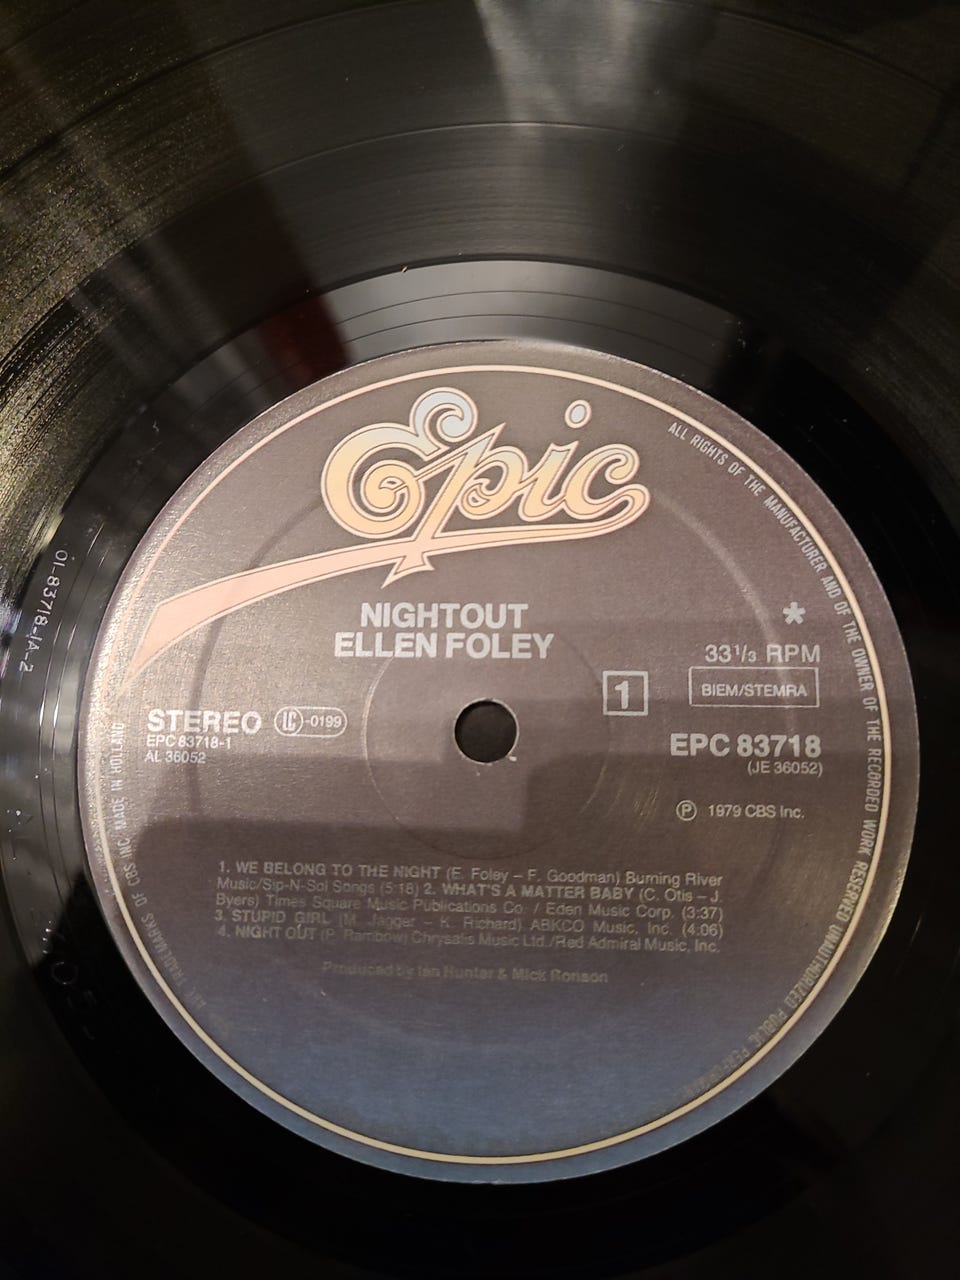 Epic
NIGHTOUT
ELLEN FOLEY
STEREO LC-0199
EPC 83718-1
AL 36052
1
*
33 1/3 RPM
BIEM/STEMRA
EPC 83718
(JE 36052)
Ⓟ 1979 CBS Inc.
1. WE BELONG TO THE NIGHT (E. Foley – F. Goodman) Burning River
Music/Sip-N-Sol Songs (5:18) 2. WHAT'S A MATTER BABY (C. Otis – J.
Byers) Times Square Music Publications Co. / Eden Music Corp. (3:37)
3. STUPID GIRL (M. Jagger – K. Richard) ABKCO Music, Inc. (4:06)
4. NIGHT OUT (P. Rambow) Chrysalis Music Ltd./Red Admiral Music, Inc.
Produced by Ian Hunter & Mick Ronson
ALL RIGHTS OF THE MANUFACTURER AND OF THE OWNER OF THE RECORDED WORK RESERVED UNAUTHORIZED PUBLIC
TRADEMARKS OF CBS INC. MADE IN HOLLAND
01-83718-1A-2